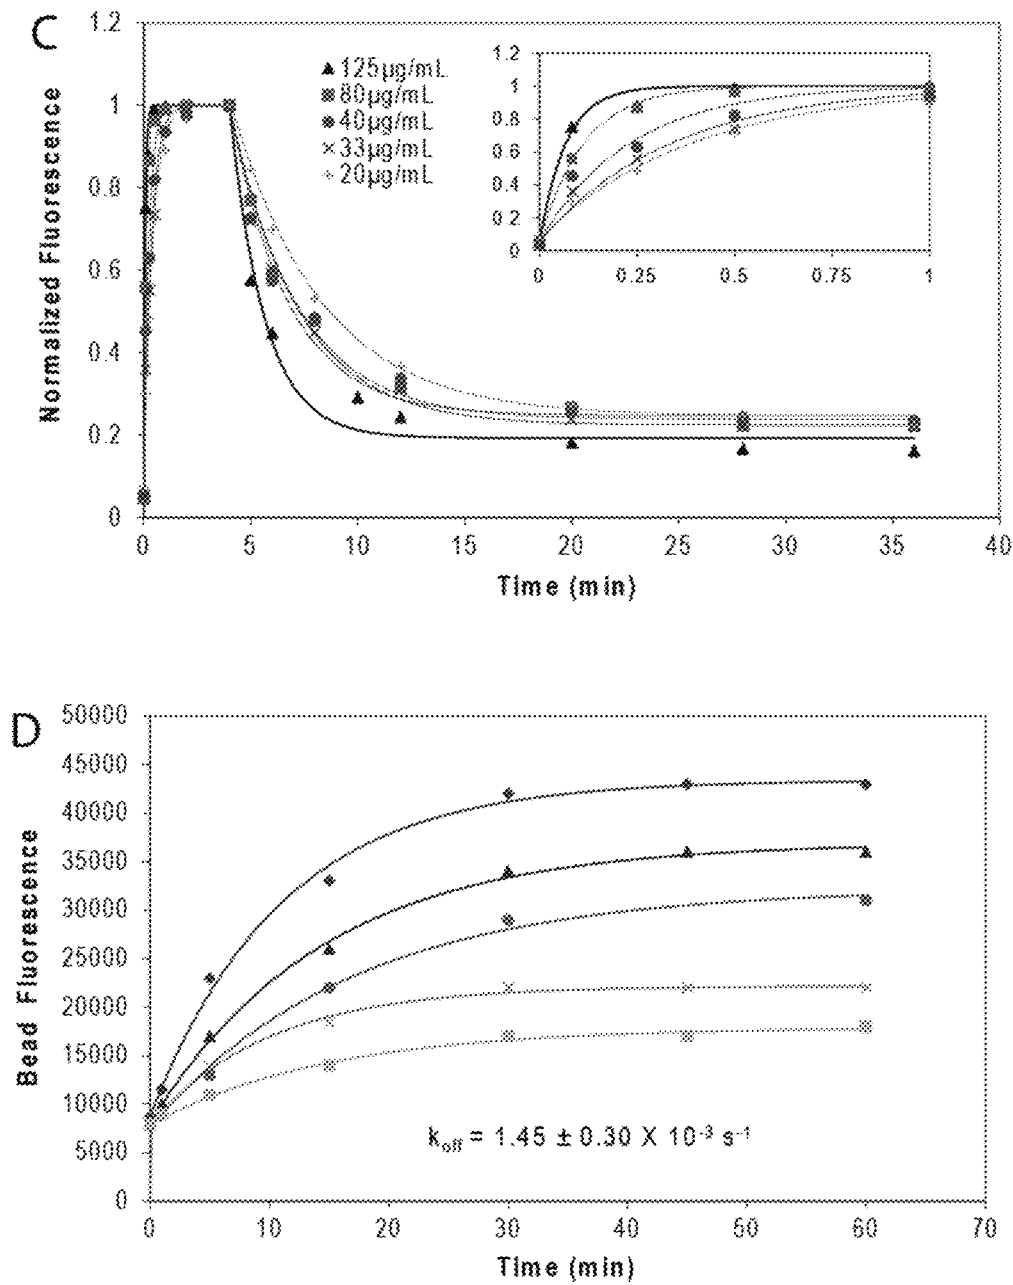 C
1.2
1
0.8
0.6
0.4
0.2
0
Normalized Fluorescence
125µg/mL
80µg/mL
40µg/mL
33µg/mL
20µg/mL
1.2
1
0.8
0.6
0.4
0.2
0
0 0.25 0.5 0.75 1
0 5 10 15 20 25 30 35 40
Time (min)
D
50000
45000
40000
35000
30000
25000
20000
15000
10000
5000
0
Bead Fluorescence
koff = 1.45 ± 0.30 X 10-3 s-1
0 10 20 30 40 50 60 70
Time (min)